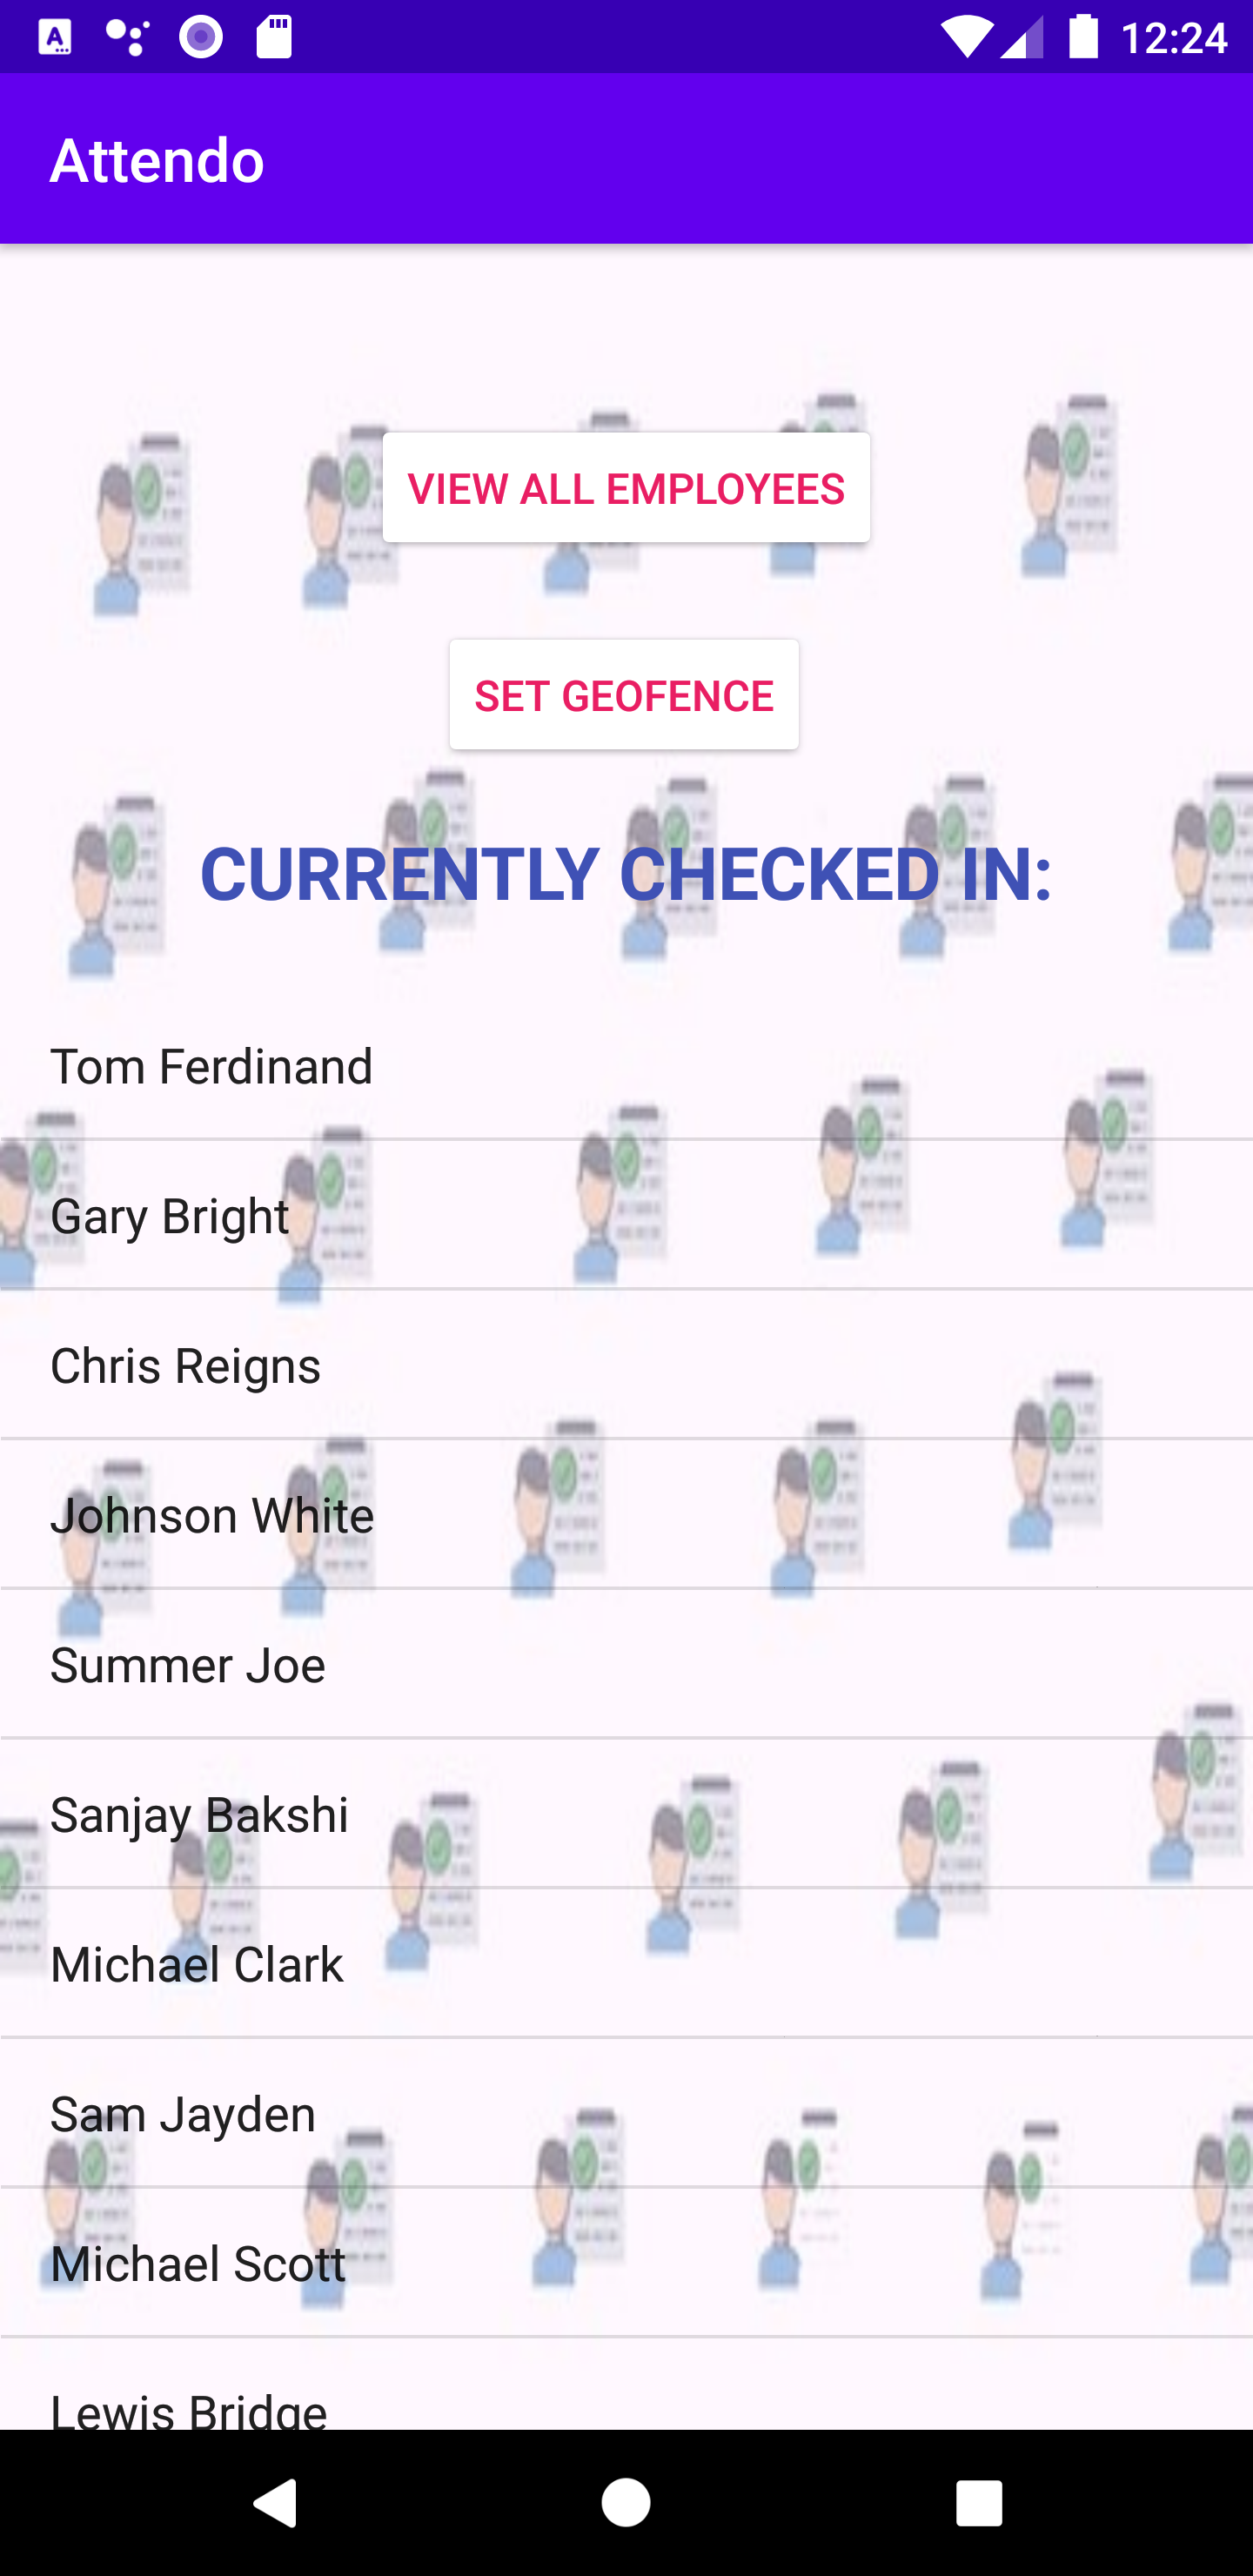 12:24
Attendo
VIEW ALL EMPLOYEES
SET GEOFENCE
CURRENTLY CHECKED IN:
Tom Ferdinand
Gary Bright
Chris Reigns
Johnson White
Summer Joe
Sanjay Bakshi
Michael Clark
Sam Jayden
Michael Scott
Lewis Bridge